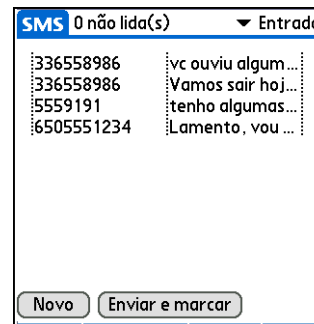 SMS 0 não lida(s) Entrada
336558986 vc ouviu algum...
336558986 Vamos sair hoj...
5559191 tenho algumas...
6505551234 Lamento, vou ...
Novo Enviar e marcar